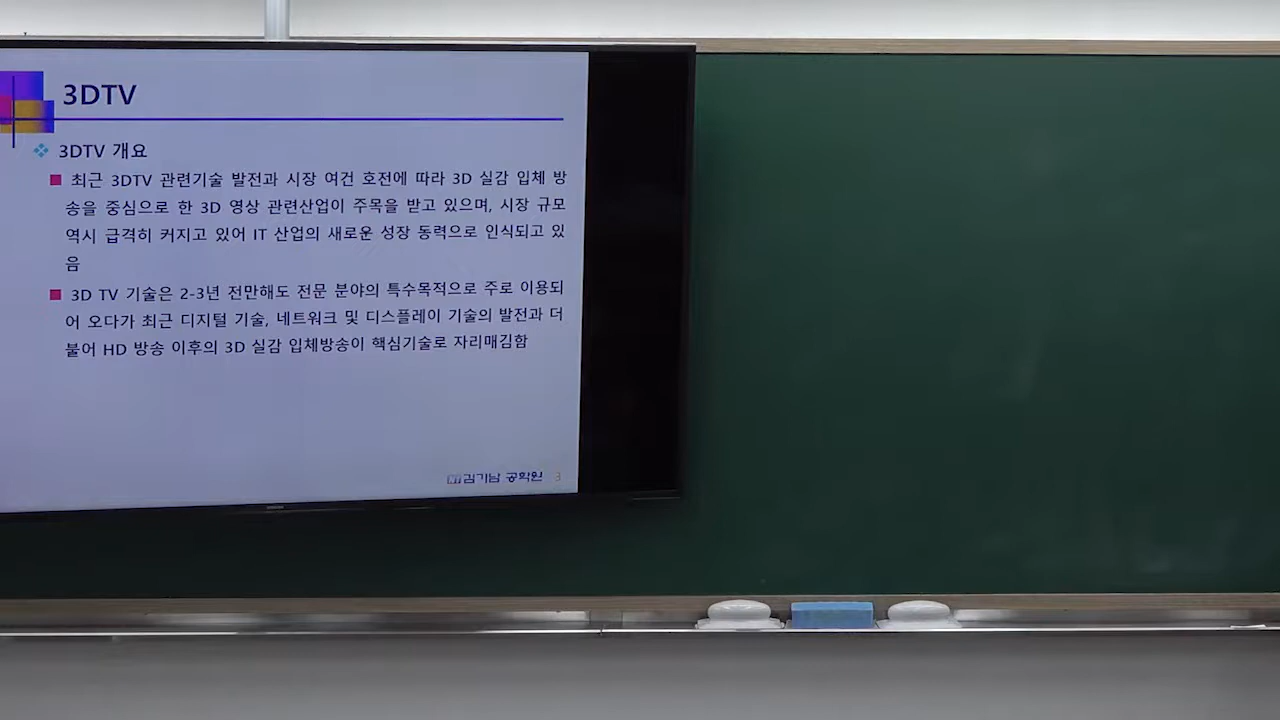 3DTV
3DTV 개요
최근 3DTV 관련기술 발전과 시장 여건 호전에 따라 3D 실감 입체 방
송을 중심으로 한 3D 영상 관련산업이 주목을 받고 있으며, 시장 규모
역시 급격히 커지고 있어 IT 산업의 새로운 성장 동력으로 인식되고 있
음
3D TV 기술은 2-3년 전만해도 전문 분야의 특수목적으로 주로 이용되
어 오다가 최근 디지털 기술, 네트워크 및 디스플레이 기술의 발전과 더
불어 HD 방송 이후의 3D 실감 입체방송이 핵심기술로 자리매김함
김기남 공학원 3